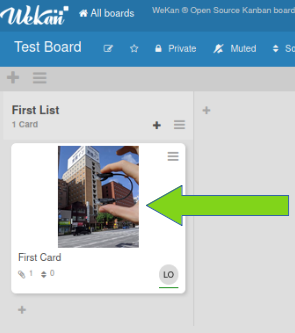 WeKan
All boards
WeKan ® Open Source Kanban board
Test Board
Private
Muted
So
First List
1 Card
First Card
1
0
LO